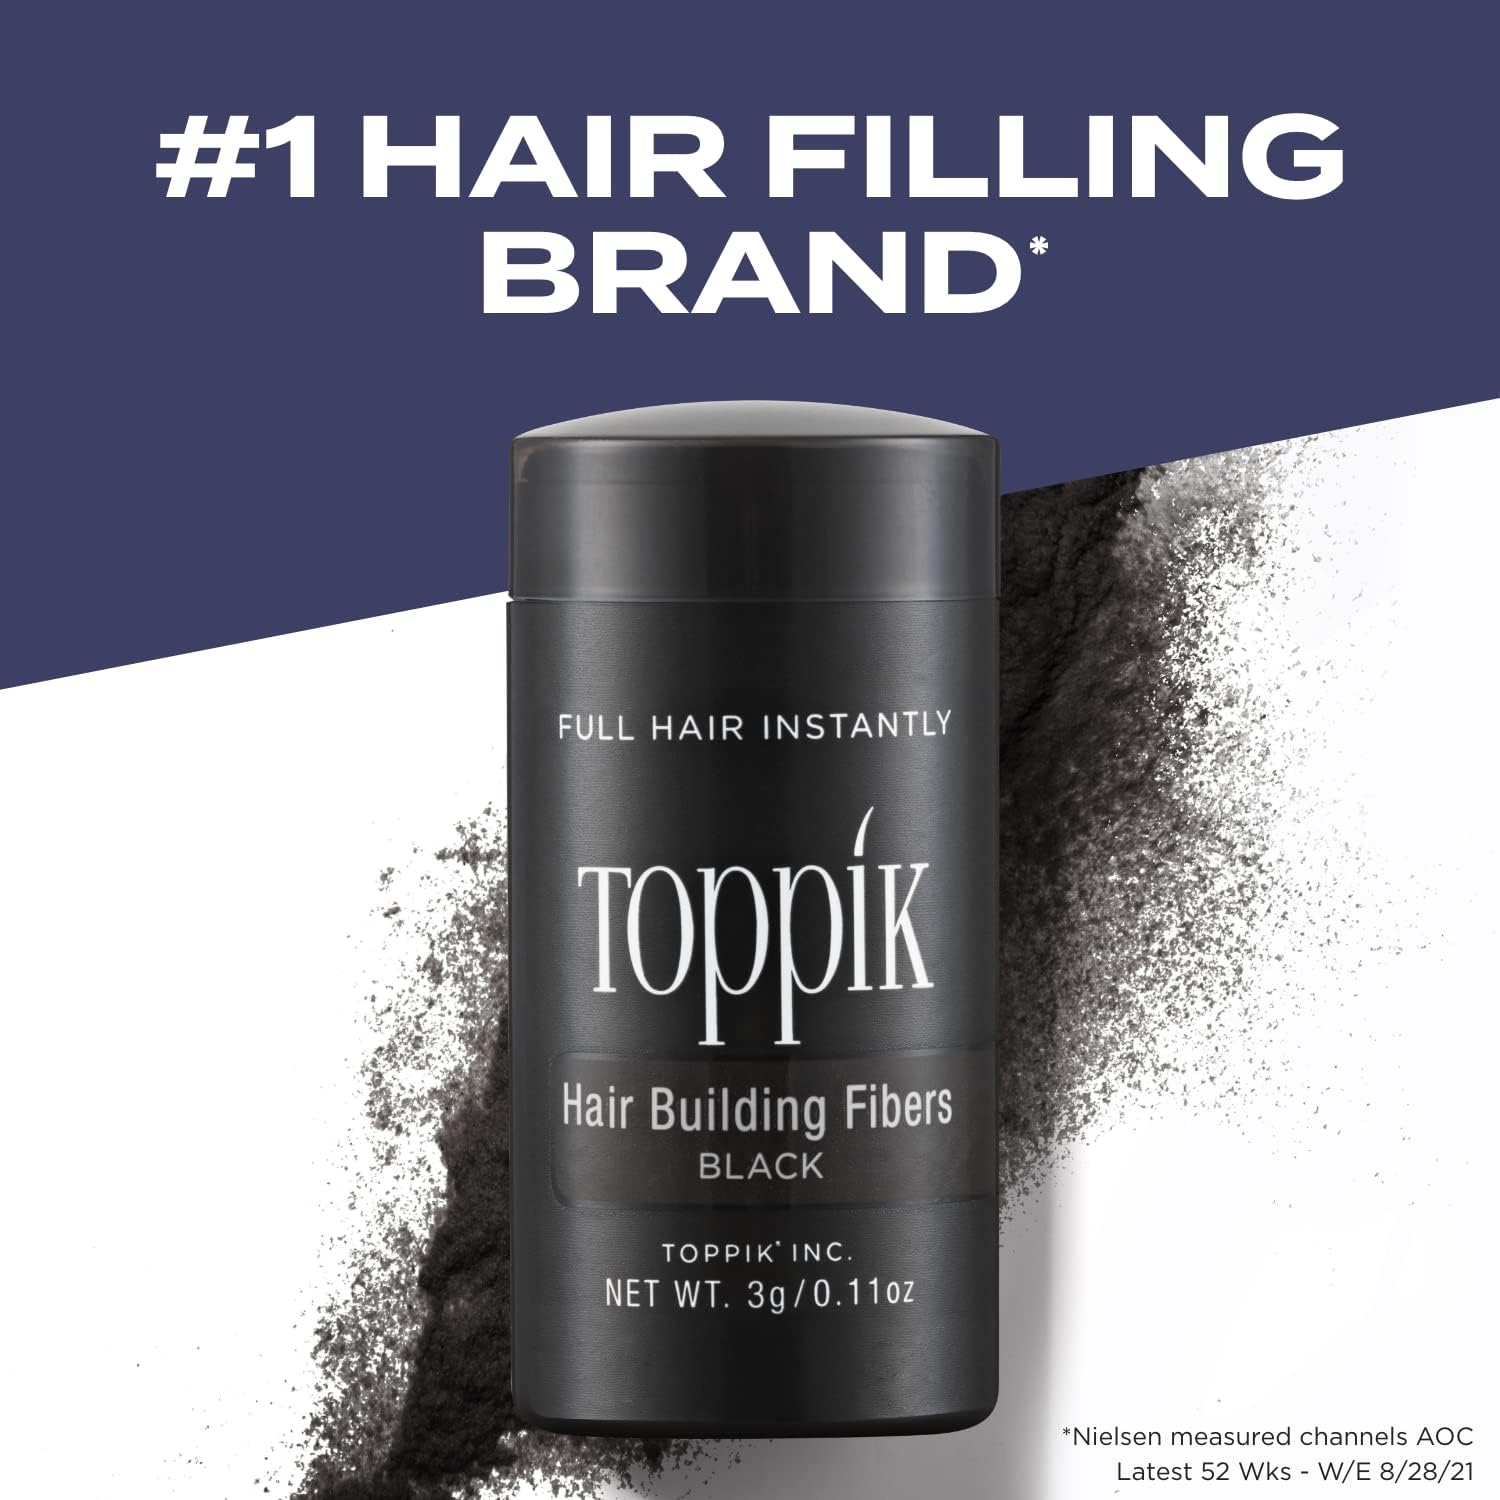 #1 HAIR FILLING
BRAND*
FULL HAIR INSTANTLY
Toppik
Hair Building Fibers
BLACK
TOPPIK® INC.
NET WT. 3g/0.11oz
*Nielsen measured channels AOC
Latest 52 Wks - W/E 8/28/21